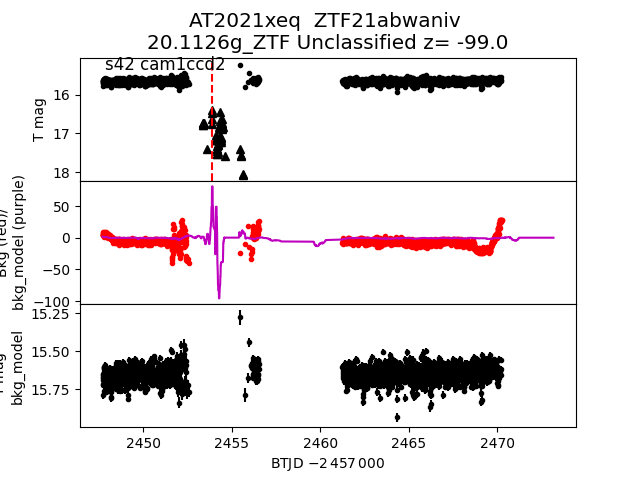 AT2021xeq  ZTF21abwaniv
20.1126g_ZTF Unclassified z= -99.0
s42 cam1ccd2
16
17
18
T mag
50
0
−50
−100
Bkg (red)/
bkg_model (purple)
15.25
15.50
15.75
mag
bkg_model
2450
2455
2460
2465
2470
BTJD −2 457 000